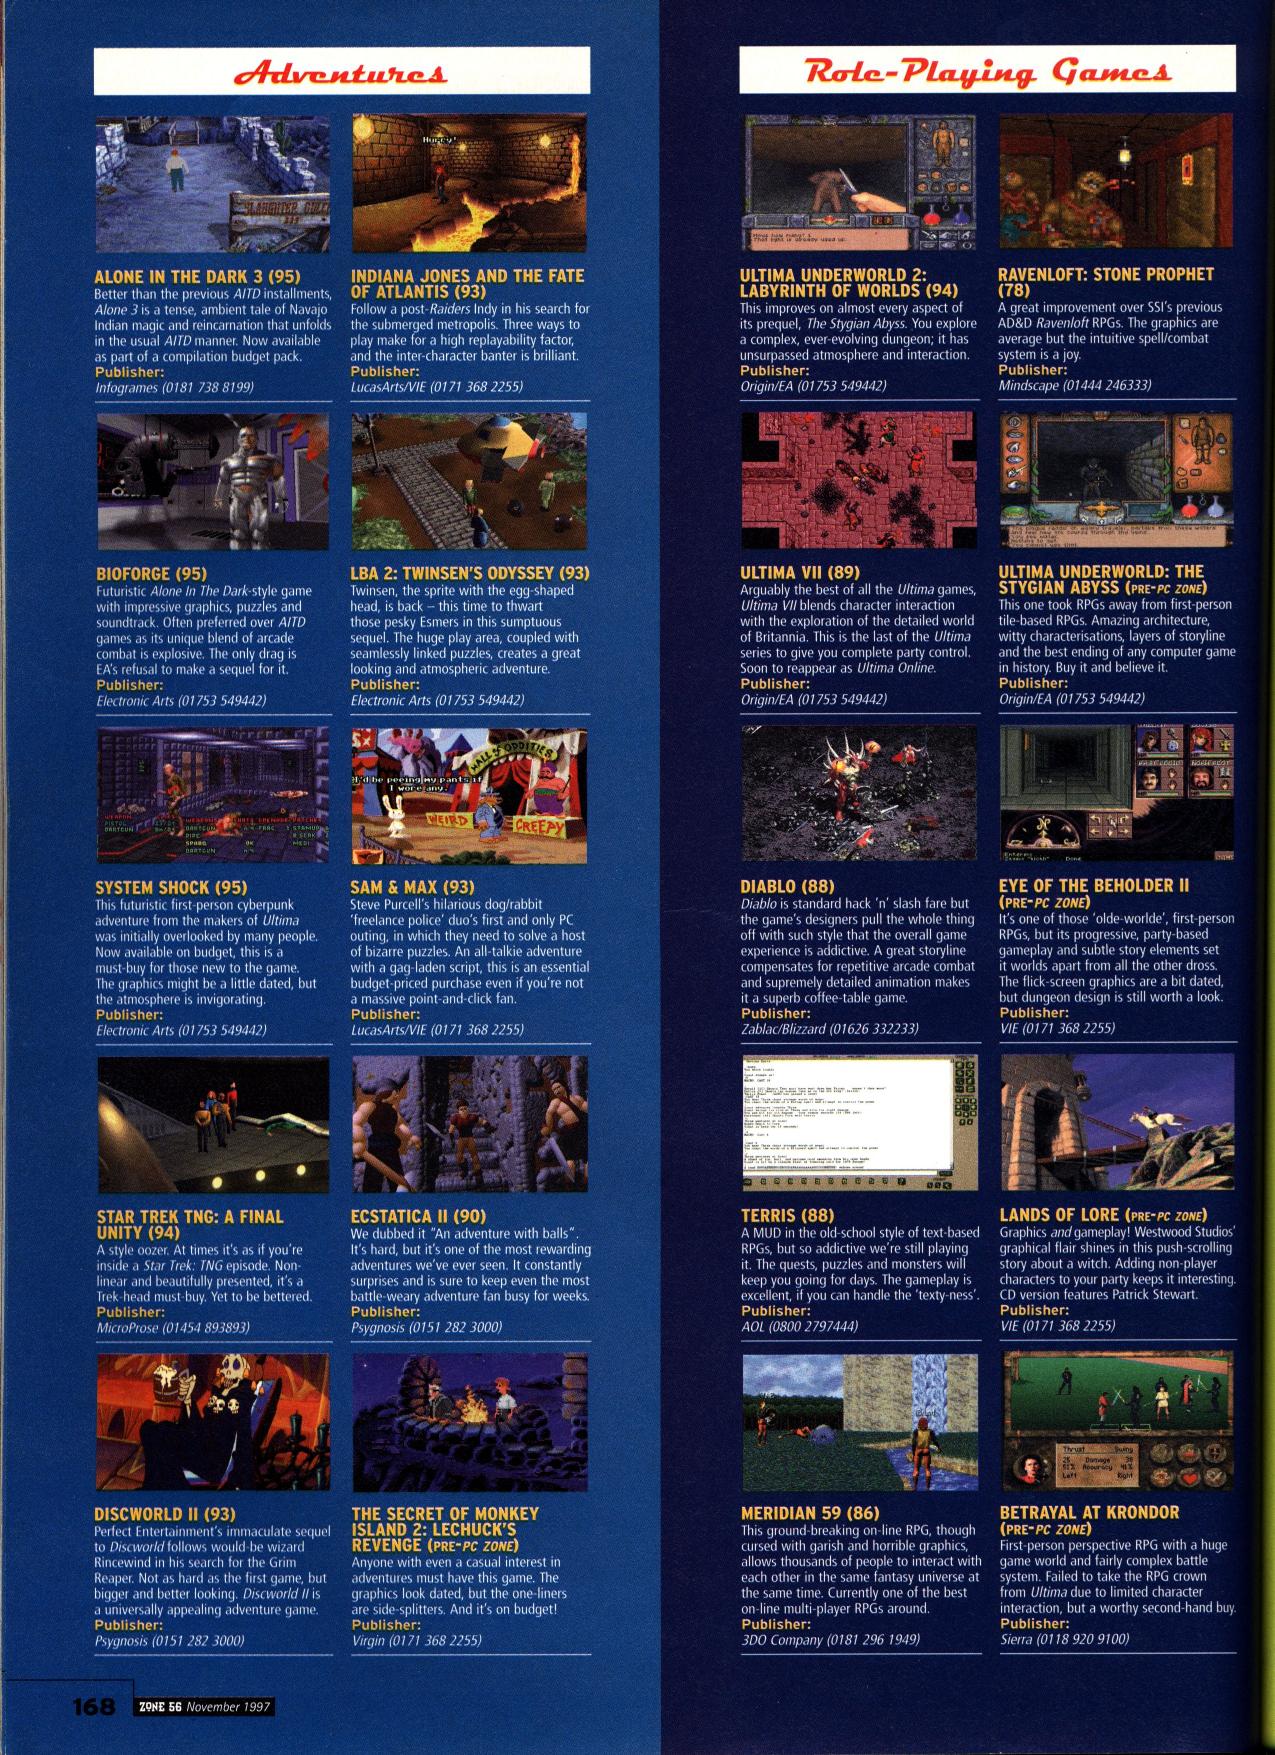 Adventures
ALONE IN THE DARK 3 (95)
Better than the previous AITD installments,
Alone 3 is a tense, ambient tale of Navajo
Indian magic and reincarnation that unfolds
in the usual AITD manner. Now available
as part of a compilation budget pack.
Publisher:
Infogrames (0181 738 8199)
Hurry!
INDIANA JONES AND THE FATE
OF ATLANTIS (93)
Follow a post-Raiders Indy in his search for
the submerged metropolis. Three ways to
play make for a high replayability factor,
and the inter-character banter is brilliant.
Publisher:
LucasArts/VIE (0171 368 2255)
BIOFORGE (95)
Futuristic Alone In The Dark-style game
with impressive graphics, puzzles and
soundtrack. Often preferred over AITD
games as its unique blend of arcade
combat is explosive. The only drag is
EA's refusal to make a sequel for it.
Publisher:
Electronic Arts (01753 549442)
LBA 2: TWINSEN'S ODYSSEY (93)
Twinsen, the sprite with the egg-shaped
head, is back – this time to thwart
those pesky Esmers in this sumptuous
sequel. The huge play area, coupled with
seamlessly linked puzzles, creates a great
looking and atmospheric adventure.
Publisher:
Electronic Arts (01753 549442)
SYSTEM SHOCK (95)
This futuristic first-person cyberpunk
adventure from the makers of Ultima
was initially overlooked by many people.
Now available on budget, this is a
must-buy for those new to the game.
The graphics might be a little dated, but
the atmosphere is invigorating.
Publisher:
Electronic Arts (01753 549442)
HALL OF ODDITIES
I'd be peeing my pants if
I wore any.
WEIRD
CREEPY
SAM & MAX (93)
Steve Purcell's hilarious dog/rabbit
'freelance police' duo's first and only PC
outing, in which they need to solve a host
of bizarre puzzles. An all-talkie adventure
with a gag-laden script, this is an essential
budget-priced purchase even if you're not
a massive point-and-click fan.
Publisher:
LucasArts/VIE (0171 368 2255)
STAR TREK TNG: A FINAL
UNITY (94)
A style oozer. At times it's as if you're
inside a Star Trek: TNG episode. Non-
linear and beautifully presented, it's a
Trek-head must-buy. Yet to be bettered.
Publisher:
MicroProse (01454 893893)
ECSTATICA II (90)
We dubbed it "An adventure with balls".
It's hard, but it's one of the most rewarding
adventures we've ever seen. It constantly
surprises and is sure to keep even the most
battle-weary adventure fan busy for weeks.
Publisher:
Psygnosis (0151 282 3000)
DISCWORLD II (93)
Perfect Entertainment's immaculate sequel
to Discworld follows would-be wizard
Rincewind in his search for the Grim
Reaper. Not as hard as the first game, but
bigger and better looking. Discworld II is
a universally appealing adventure game.
Publisher:
Psygnosis (0151 282 3000)
THE SECRET OF MONKEY
ISLAND 2: LECHUCK'S
REVENGE (PRE-PC ZONE)
Anyone with even a casual interest in
adventures must have this game. The
graphics look dated, but the one-liners
are side-splitters. And it's on budget!
Publisher:
Virgin (0171 368 2255)
Role-Playing Games
ULTIMA UNDERWORLD 2:
LABYRINTH OF WORLDS (94)
This improves on almost every aspect of
its prequel, The Stygian Abyss. You explore
a complex, ever-evolving dungeon; it has
unsurpassed atmosphere and interaction.
Publisher:
Origin/EA (01753 549442)
RAVENLOFT: STONE PROPHET
(78)
A great improvement over SSI's previous
AD&D Ravenloft RPGs. The graphics are
average but the intuitive spell/combat
system is a joy.
Publisher:
Mindscape (01444 246333)
ULTIMA VII (89)
Arguably the best of all the Ultima games,
Ultima VII blends character interaction
with the exploration of the detailed world
of Britannia. This is the last of the Ultima
series to give you complete party control.
Soon to reappear as Ultima Online.
Publisher:
Origin/EA (01753 549442)
ULTIMA UNDERWORLD: THE
STYGIAN ABYSS (PRE-PC ZONE)
This one took RPGs away from first-person
tile-based RPGs. Amazing architecture,
witty characterisations, layers of storyline
and the best ending of any computer game
in history. Buy it and believe it.
Publisher:
Origin/EA (01753 549442)
DIABLO (88)
Diablo is standard hack 'n' slash fare but
the game's designers pull the whole thing
off with such style that the overall game
experience is addictive. A great storyline
compensates for repetitive arcade combat
and supremely detailed animation makes
it a superb coffee-table game.
Publisher:
Zablac/Blizzard (01626 332233)
EYE OF THE BEHOLDER II
(PRE-PC ZONE)
It's one of those 'olde-worlde', first-person
RPGs, but its progressive, party-based
gameplay and subtle story elements set
it worlds apart from all the other dross.
The flick-screen graphics are a bit dated,
but dungeon design is still worth a look.
Publisher:
VIE (0171 368 2255)
TERRIS (88)
A MUD in the old-school style of text-based
RPGs, but so addictive we're still playing
it. The quests, puzzles and monsters will
keep you going for days. The gameplay is
excellent, if you can handle the 'texty-ness'.
Publisher:
AOL (0800 2797444)
LANDS OF LORE (PRE-PC ZONE)
Graphics and gameplay! Westwood Studios'
graphical flair shines in this push-scrolling
story about a witch. Adding non-player
characters to your party keeps it interesting.
CD version features Patrick Stewart.
Publisher:
VIE (0171 368 2255)
MERIDIAN 59 (86)
This ground-breaking on-line RPG, though
cursed with garish and horrible graphics,
allows thousands of people to interact with
each other in the same fantasy universe at
the same time. Currently one of the best
on-line multi-player RPGs around.
Publisher:
3DO Company (0181 296 1949)
Thrust Swing
Damage
Accuracy
Left Right
BETRAYAL AT KRONDOR
(PRE-PC ZONE)
First-person perspective RPG with a huge
game world and fairly complex battle
system. Failed to take the RPG crown
from Ultima due to limited character
interaction, but a worthy second-hand buy.
Publisher:
Sierra (0118 920 9100)
168 ZONE 56 November 1997